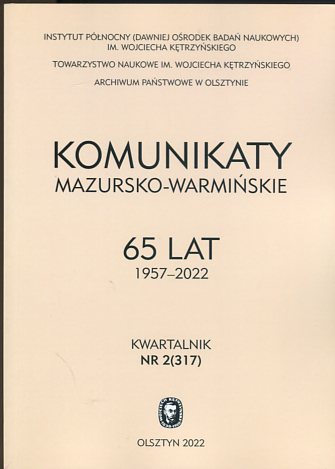 INSTYTUT PÓŁNOCNY (DAWNIEJ OŚRODEK BADAŃ NAUKOWYCH)
IM. WOJCIECHA KĘTRZYŃSKIEGO
TOWARZYSTWO NAUKOWE IM. WOJCIECHA KĘTRZYŃSKIEGO
ARCHIWUM PAŃSTWOWE W OLSZTYNIE
KOMUNIKATY
MAZURSKO-WARMIŃSKIE
65 LAT
1957–2022
KWARTALNIK
NR 2(317)
OLSZTYN 2022